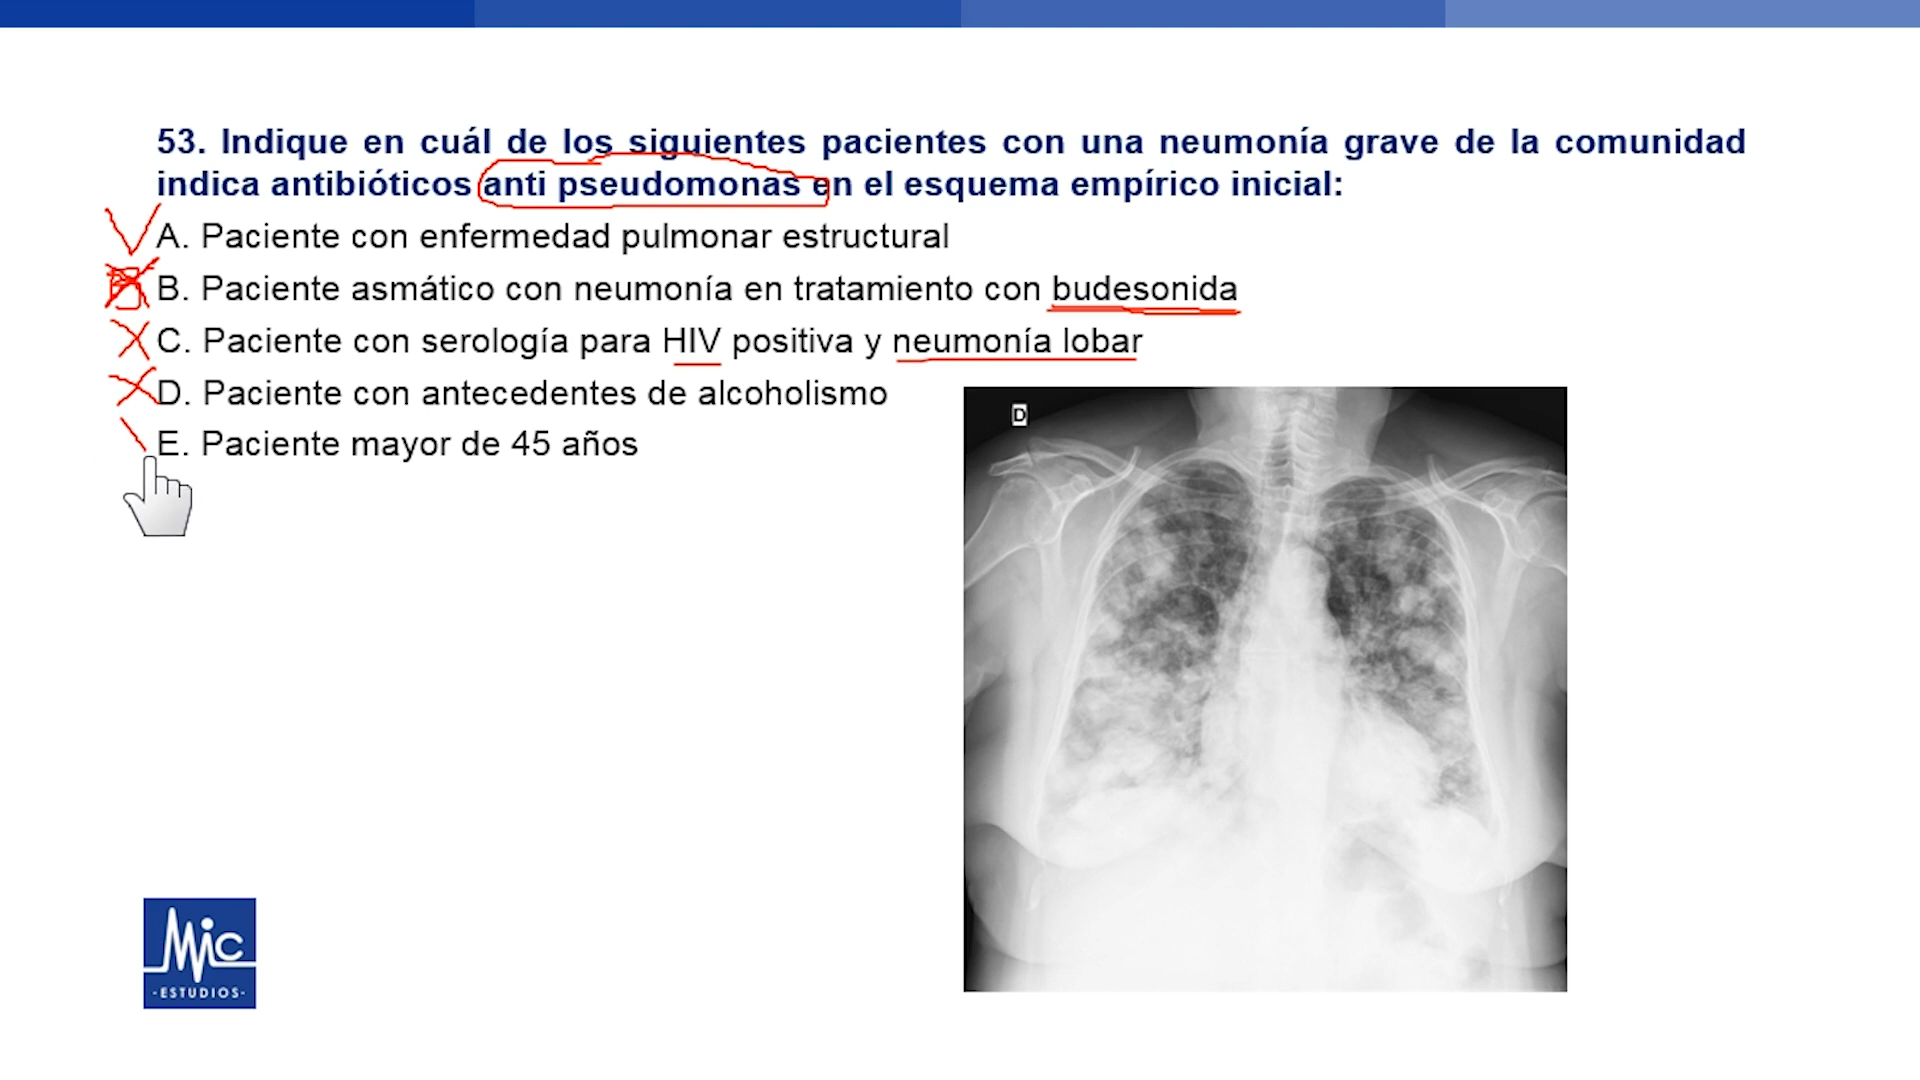 53. Indique en cuál de los siguientes pacientes con una neumonía grave de la comunidad
indica antibióticos anti pseudomonas en el esquema empírico inicial:
A. Paciente con enfermedad pulmonar estructural
B. Paciente asmático con neumonía en tratamiento con budesonida
C. Paciente con serología para HIV positiva y neumonía lobar
D. Paciente con antecedentes de alcoholismo
E. Paciente mayor de 45 años
D
Mic
-ESTUDIOS-